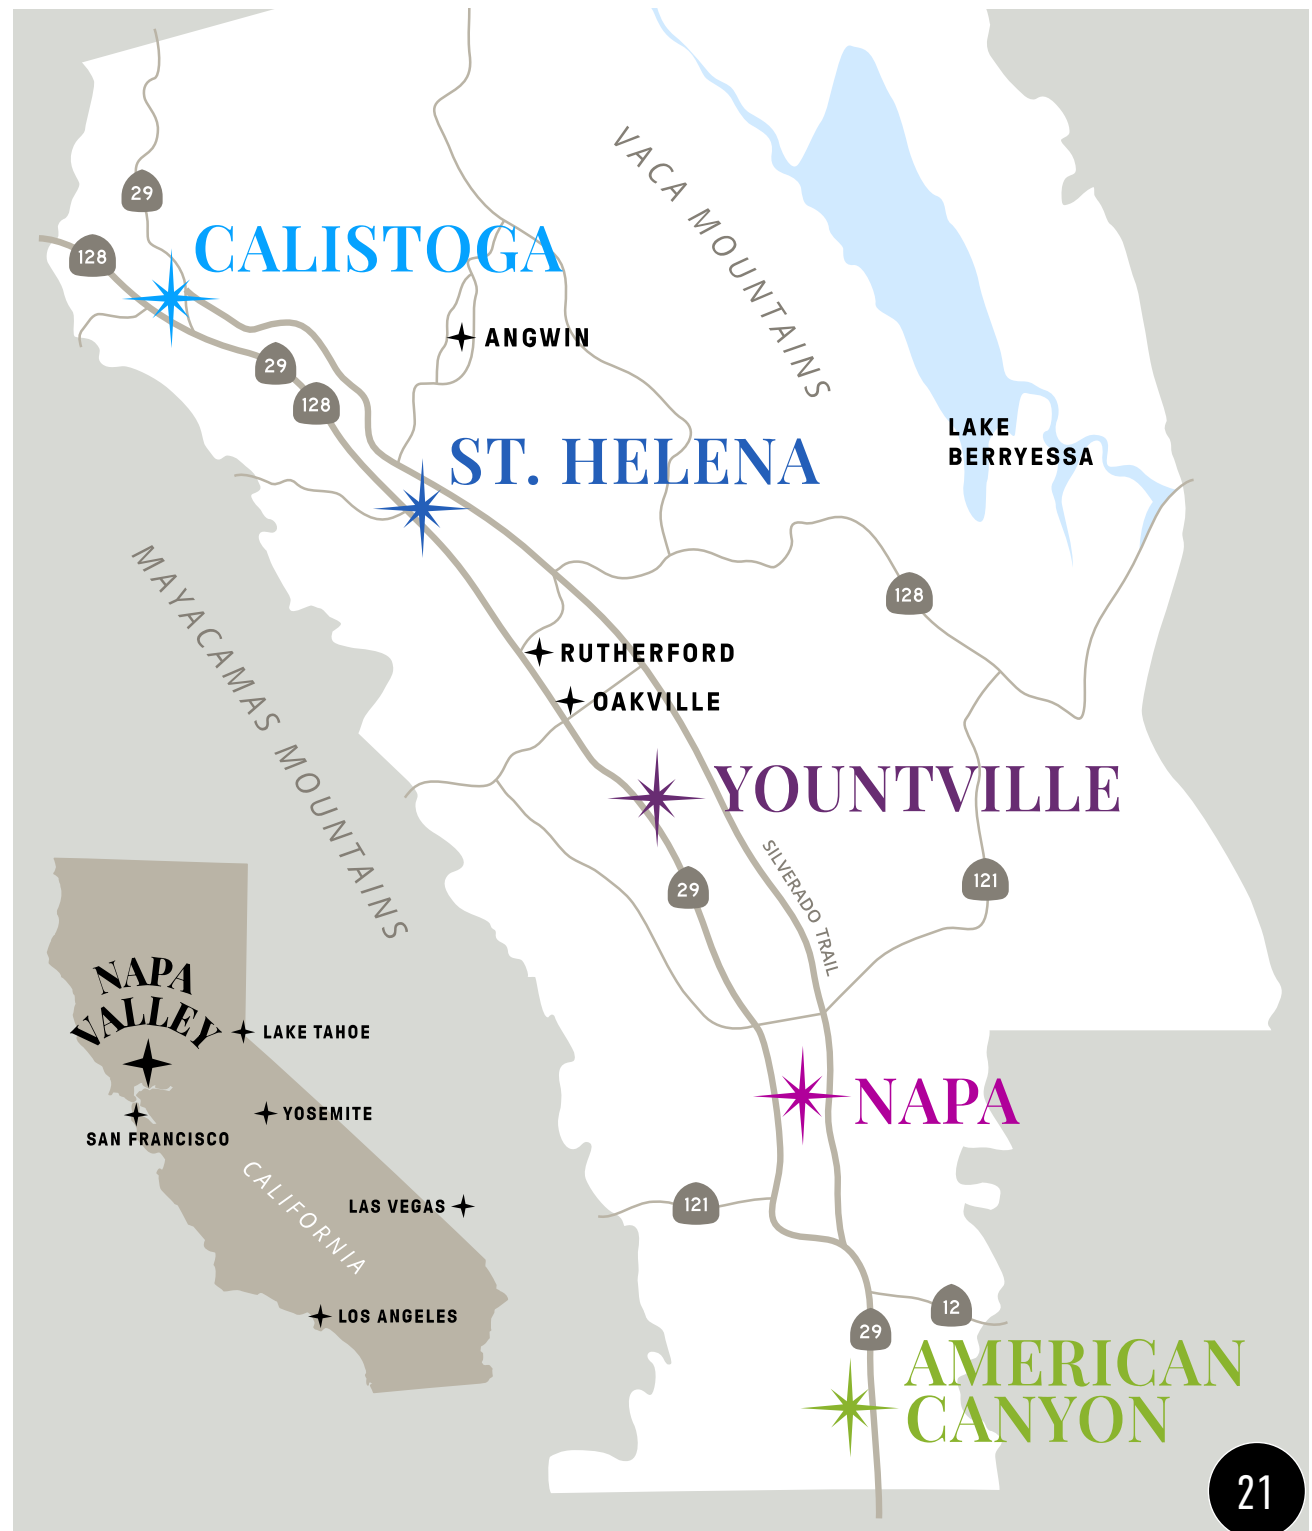 VACA MOUNTAINS
29
CALISTOGA
128
ANGWIN
29
128
LAKE
BERRYESSA
ST. HELENA
MAYACAMAS MOUNTAINS
128
RUTHERFORD
OAKVILLE
YOUNTVILLE
SILVERADO TRAIL
29
121
NAPA
VALLEY
LAKE TAHOE
YOSEMITE
SAN FRANCISCO
CALIFORNIA
LAS VEGAS
LOS ANGELES
NAPA
121
12
29
AMERICAN
CANYON
21